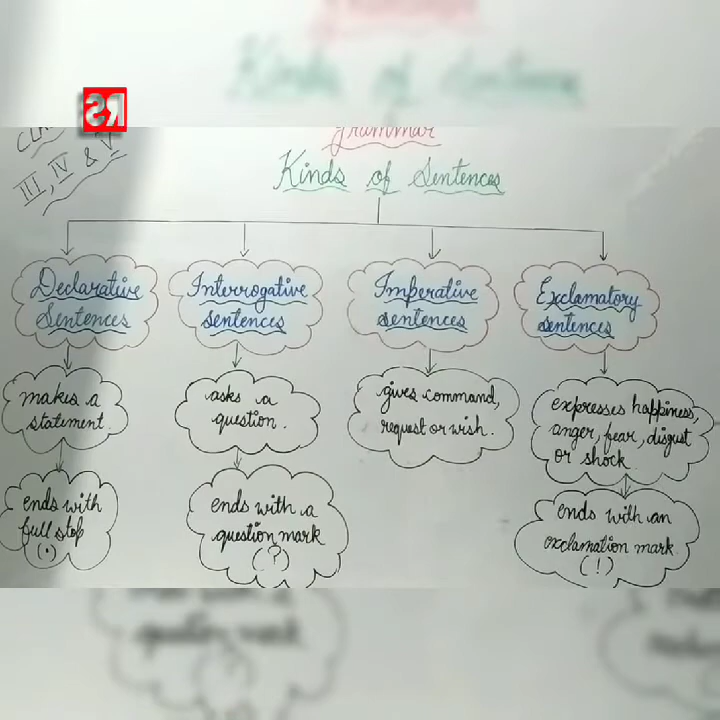 III, IV & V
grammar
Kinds of Sentences
Declarative
Sentences
Interrogative
sentences
Imperative
sentences
Exclamatory
sentences
makes a
statement.
asks a
question.
gives command,
request or wish.
expresses happiness,
anger, fear, disgust
or shock.
ends with
full stop
(.)
ends with a
question mark
(?)
ends with an
exclamation mark.
(!)